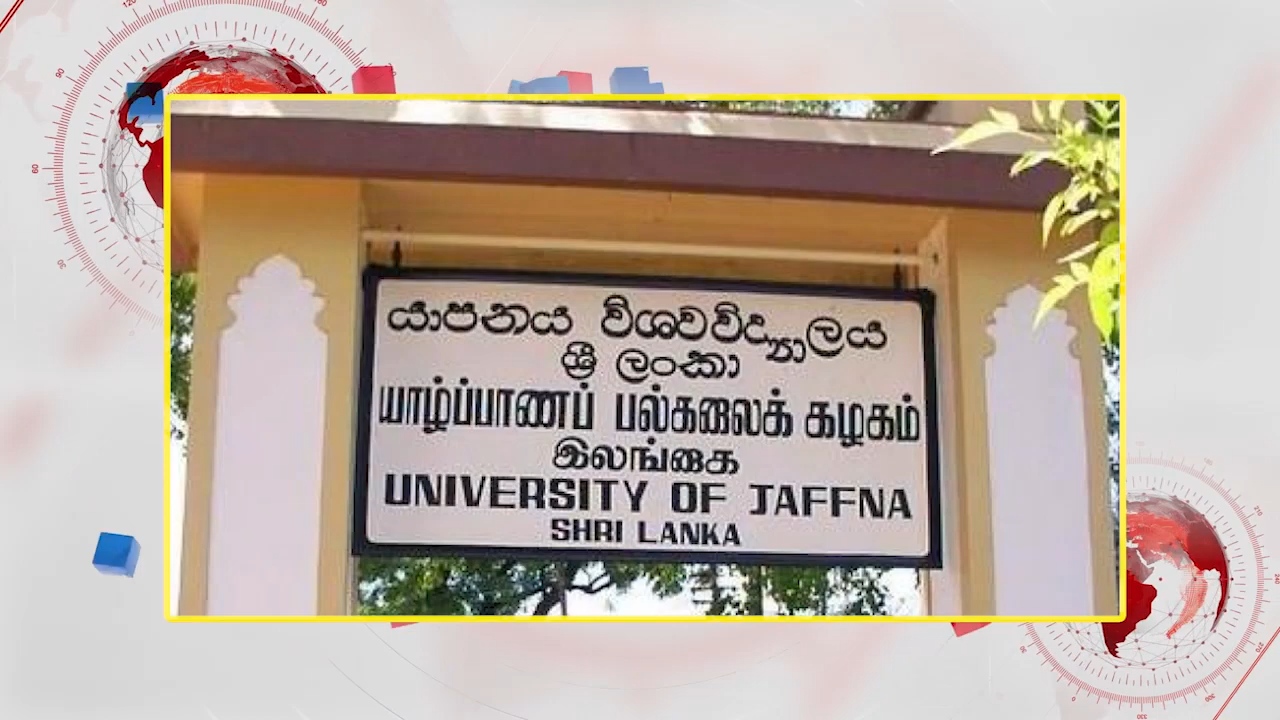 යාපනය විශ්වවිද්‍යාලය
ශ්‍රී ලංකා
யாழ்ப்பாணப் பல்கலைக் கழகம்
இலங்கை
UNIVERSITY OF JAFFNA
SHRI LANKA